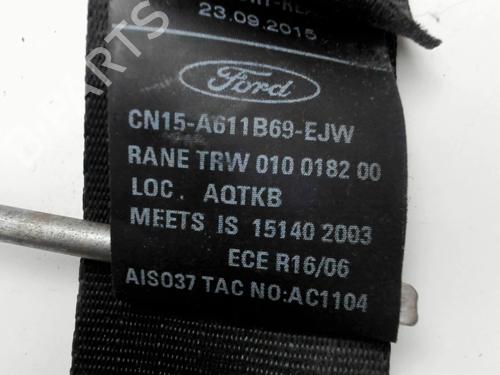 23.09.2015
Ford
CN15-A611B69-EJW
RANE TRW 010 0182 00
LOC. AQTKB
MEETS IS 15140 2003
ECE R16/06
AISO37 TAC NO:AC1104